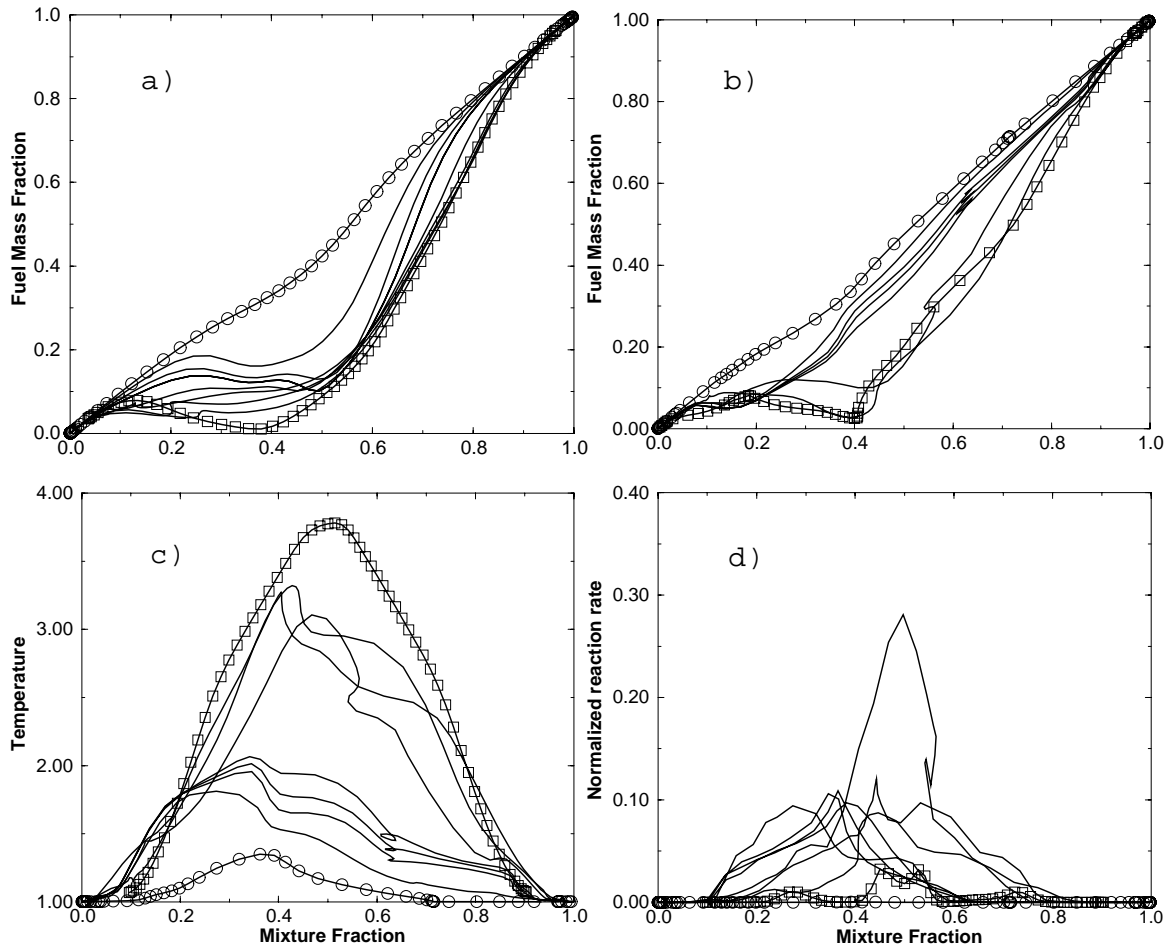 a)
1.0
0.8
0.6
0.4
0.2
0.0
Fuel Mass Fraction
0.0 0.2 0.4 0.6 0.8 1.0
b)
1.00
0.80
0.60
0.40
0.20
0.00
Fuel Mass Fraction
0.0 0.2 0.4 0.6 0.8 1.0
c)
4.00
3.00
2.00
1.00
Temperature
0.0 0.2 0.4 0.6 0.8 1.0
Mixture Fraction
d)
0.40
0.30
0.20
0.10
0.00
Normalized reaction rate
0.0 0.2 0.4 0.6 0.8 1.0
Mixture Fraction